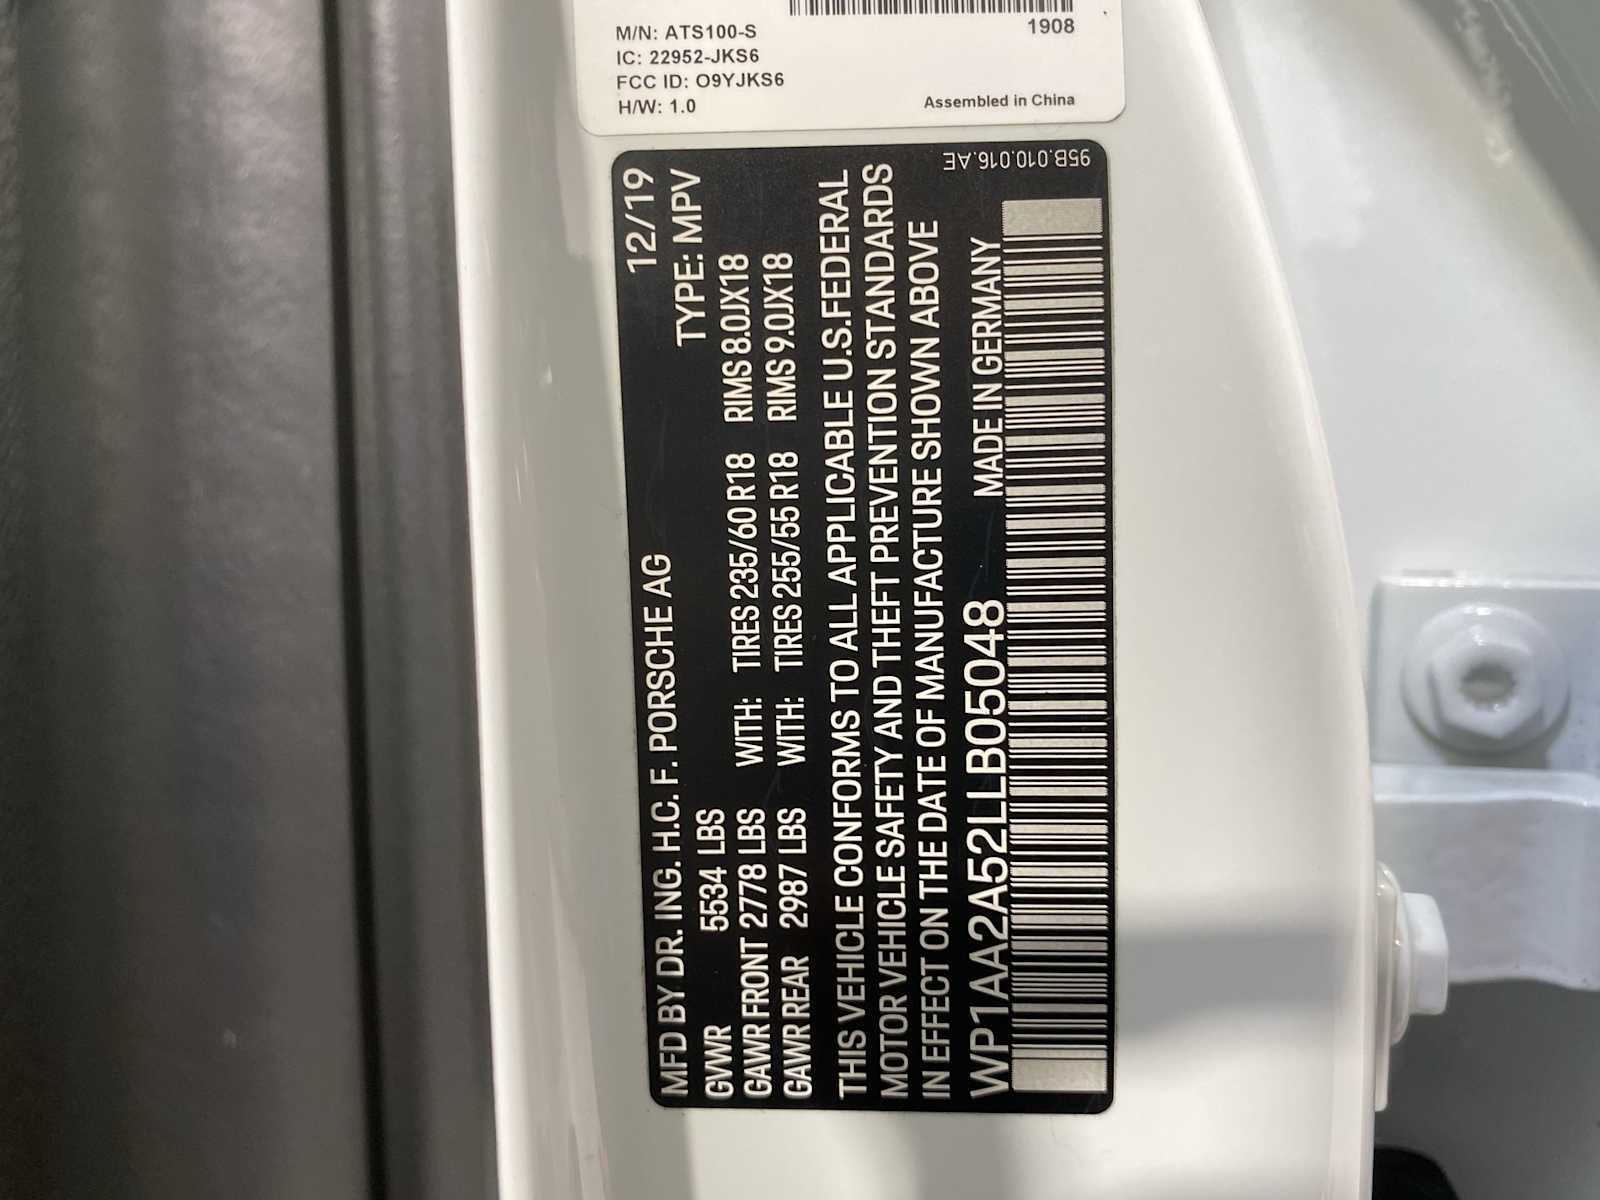 M/N: ATS100-S
IC: 22952-JKS6
FCC ID: O9YJKS6
H/W: 1.0
1908
Assembled in China
95B.010.016.AE
MFD BY DR. ING. H.C. F. PORSCHE AG 12/19
GVWR 5534 LBS TYPE: MPV
GAWR FRONT 2778 LBS WITH: TIRES 235/60 R18 RIMS 8.0JX18
GAWR REAR 2987 LBS WITH: TIRES 255/55 R18 RIMS 9.0JX18
THIS VEHICLE CONFORMS TO ALL APPLICABLE U.S.FEDERAL
MOTOR VEHICLE SAFETY AND THEFT PREVENTION STANDARDS
IN EFFECT ON THE DATE OF MANUFACTURE SHOWN ABOVE
WP1AA2A52LLB05048 MADE IN GERMANY